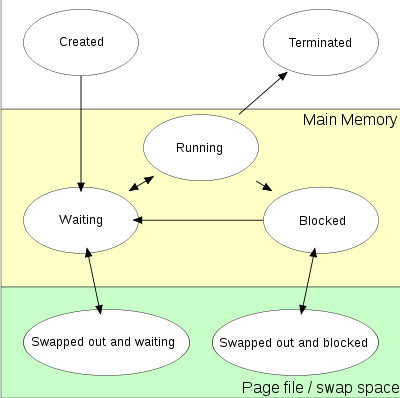 Created
Terminated
Main Memory
Running
Waiting
Blocked
Swapped out and waiting
Swapped out and blocked
Page file / swap space